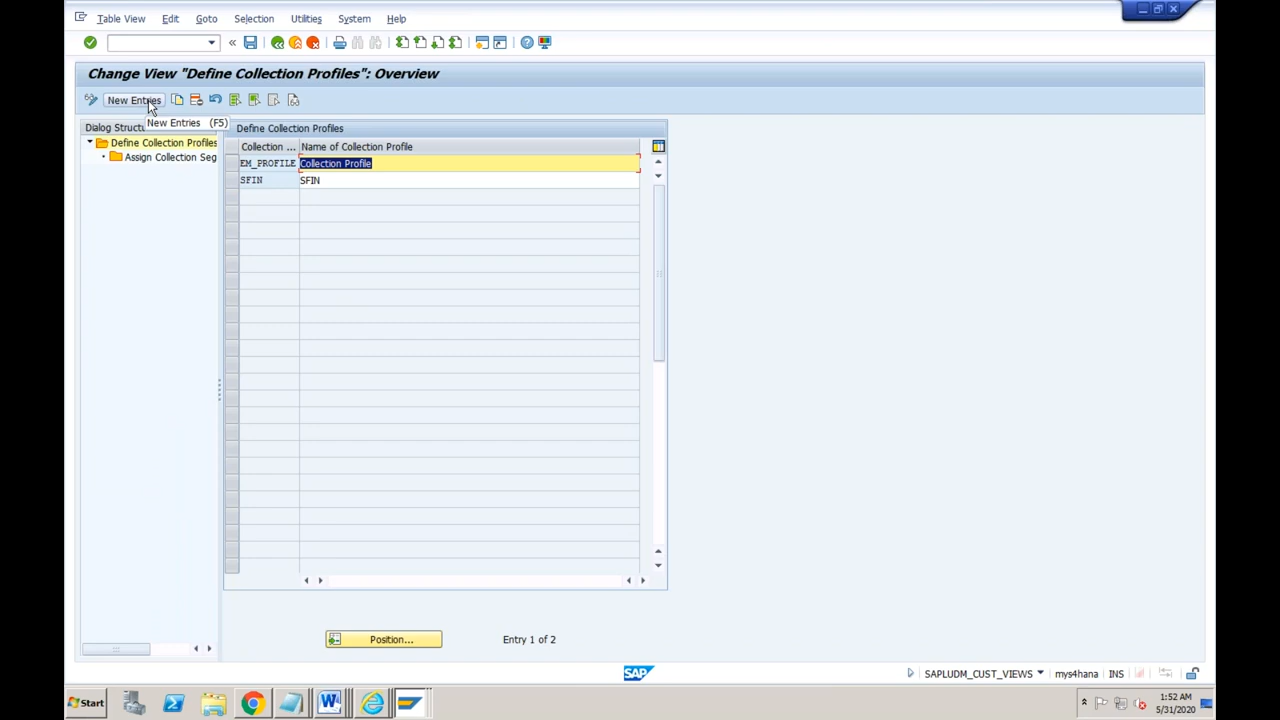 Table View Edit Goto Selection Utilities System Help
Change View "Define Collection Profiles": Overview
New Entries
New Entries (F5)
Dialog Structu
Define Collection Profiles
Assign Collection Seg
Define Collection Profiles
Collection ... Name of Collection Profile
EM_PROFILE Collection Profile
SFIN SFIN
Position...
Entry 1 of 2
SAP
SAPLUDM_CUST_VIEWS mys4hana INS
Start
1:52 AM
5/31/2020